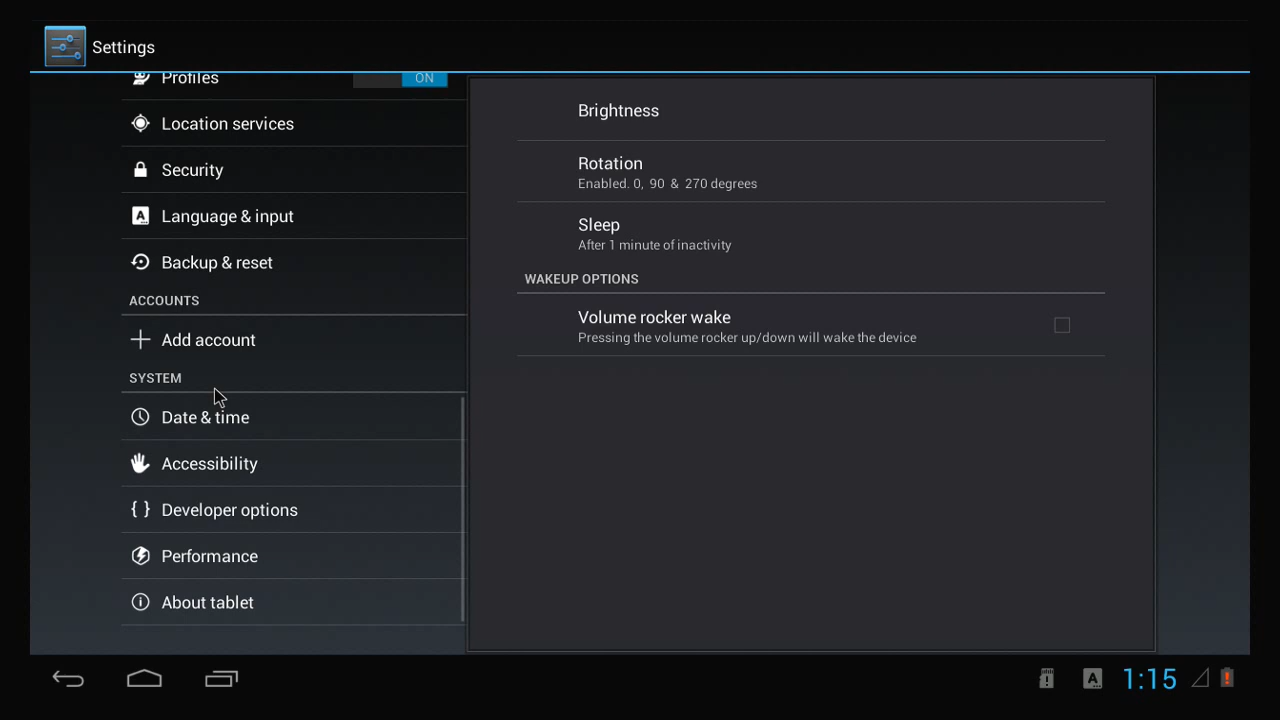 Settings
Profiles
ON
Location services
Security
Language & input
Backup & reset
ACCOUNTS
Add account
SYSTEM
Date & time
Accessibility
Developer options
Performance
About tablet
Brightness
Rotation
Enabled. 0, 90 & 270 degrees
Sleep
After 1 minute of inactivity
WAKEUP OPTIONS
Volume rocker wake
Pressing the volume rocker up/down will wake the device
1:15